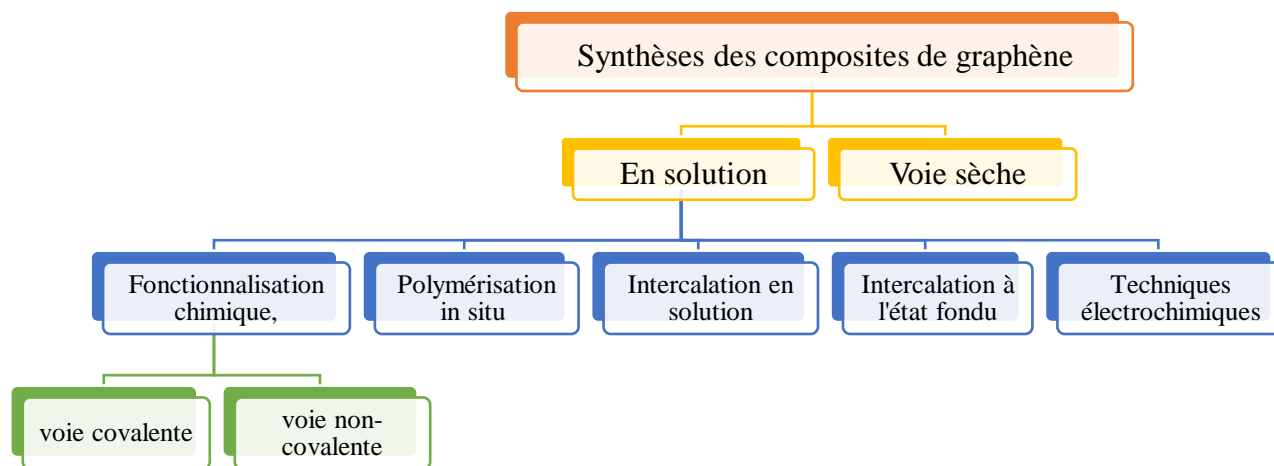 Synthèses des composites de graphène
En solution
Voie sèche
Fonctionnalisation
chimique,
Polymérisation
in situ
Intercalation en
solution
Intercalation à
l'état fondu
Techniques
électrochimiques
voie covalente
voie non-
covalente